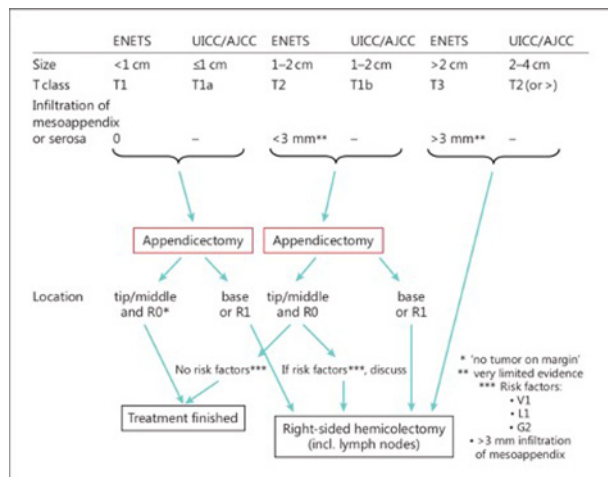 ENETS UICC/AJCC ENETS UICC/AJCC ENETS UICC/AJCC
Size <1 cm ≤1 cm 1–2 cm 1–2 cm >2 cm 2–4 cm
T class T1 T1a T2 T1b T3 T2 (or >)
Infiltration of
mesoappendix
or serosa 0 – <3 mm** – >3 mm** –
Appendicectomy Appendicectomy
Location tip/middle base tip/middle base
and R0* or R1 and R0 or R1
No risk factors*** If risk factors***, discuss
Treatment finished
Right-sided hemicolectomy
(incl. lymph nodes)
* 'no tumor on margin'
** very limited evidence
*** Risk factors:
• V1
• L1
• G2
• >3 mm infiltration
of mesoappendix